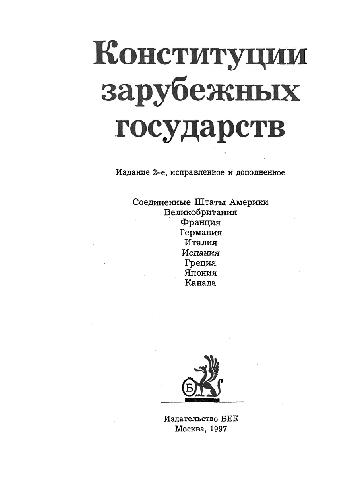 Конституции
зарубежных
государств
Издание 2-е, исправленное и дополненное
Соединенные Штаты Америки
Великобритания
Франция
Германия
Италия
Испания
Греция
Япония
Канада
Б
Издательство БЕК
Москва, 1997